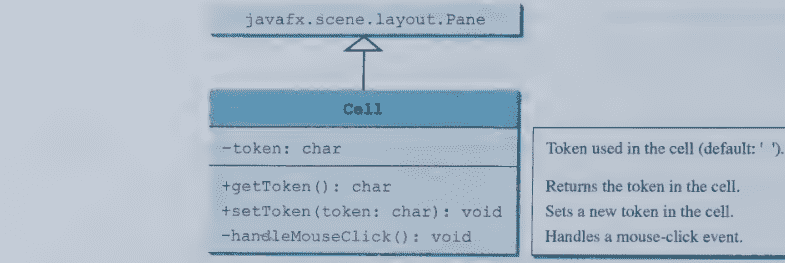 javafx.scene.layout.Pane
Cell
-token: char
Token used in the cell (default: ' ').
+getToken(): char
Returns the token in the cell.
+setToken(token: char): void
Sets a new token in the cell.
-handleMouseClick(): void
Handles a mouse-click event.